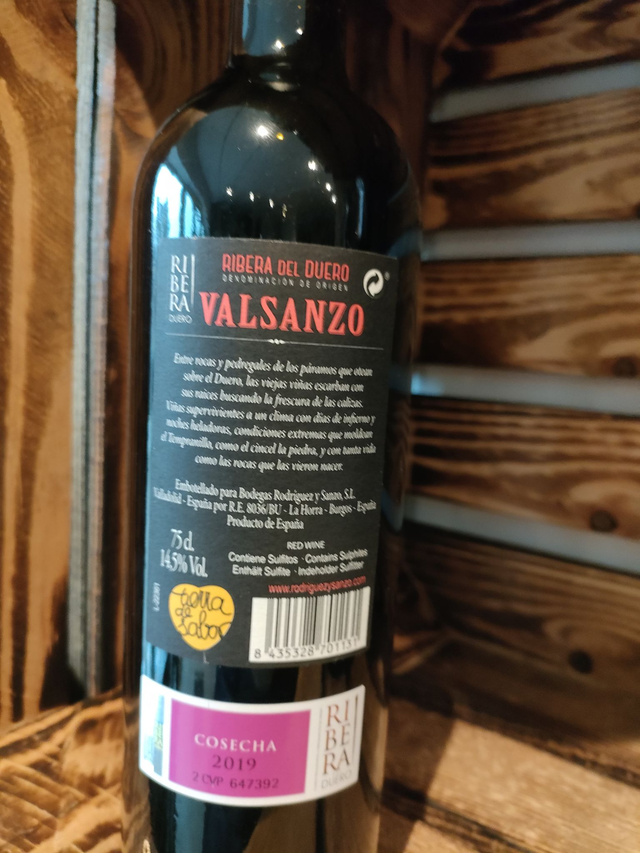 RI
BE
RA
DUERO
RIBERA DEL DUERO
DENOMINACIÓN DE ORIGEN
VALSANZO
Entre rocas y pedregales de los páramos que otean
sobre el Duero, las viejas viñas escarban con
sus raíces buscando la frescura de las calizas.
Viñas supervivientes a un clima con días de infierno y
noches heladoras, condiciones extremas que moldean
el Tempranillo, como el cincel la piedra, y con tanta vida
como las rocas que las vieron nacer.
Embotellado para Bodegas Rodríguez y Sanzo, S.L.
Valladolid - España por R.E. 8036/BU - La Horra - Burgos - España
Producto de España
75 cl.
14,5% Vol.
RED WINE
Contiene Sulfitos · Contains Sulphites
Enthält Sulfite · Indeholder Sulfitter
www.rodriguezysanzo.com
tierra
de
sabor
8 435328 701131
L
COSECHA
2019
2 CVP 647392
RI
BE
RA
DUERO